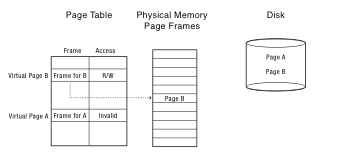 Page Table
Physical Memory
Page Frames
Disk
Frame Access
Page A
Page B
Virtual Page B Frame for B R/W
Page B
Virtual Page A Frame for A Invalid